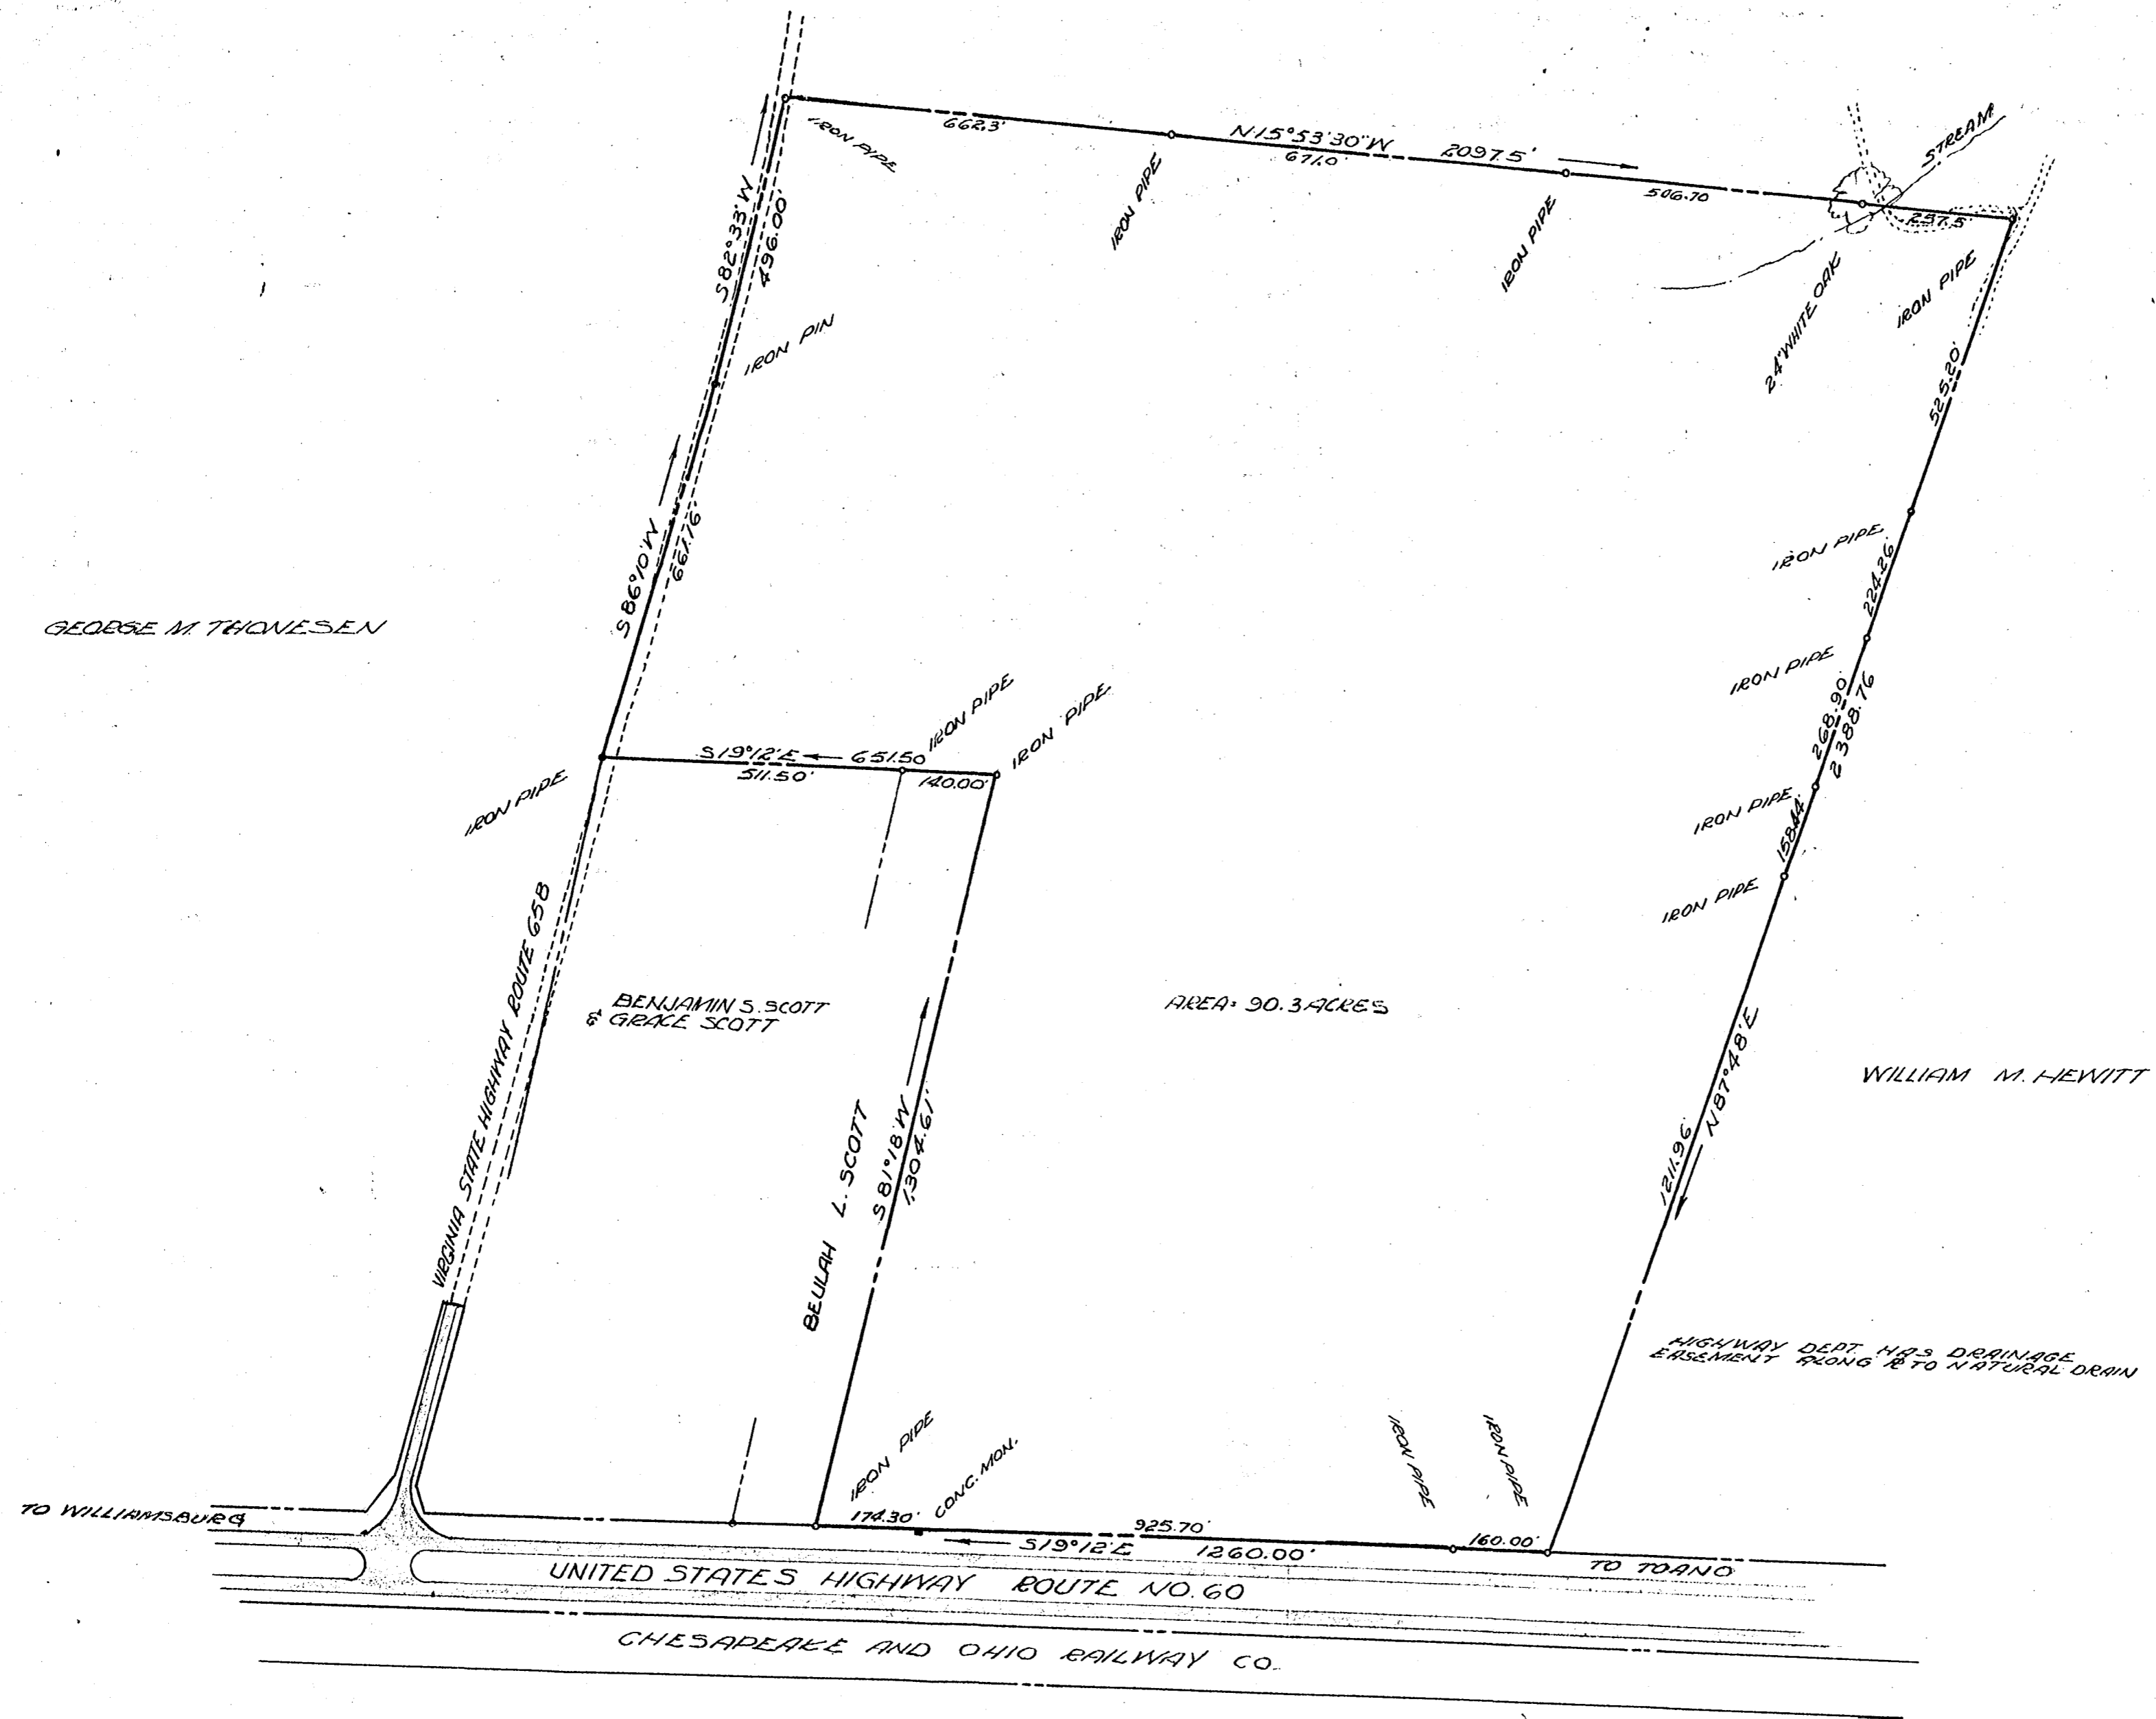 662.3'
N15°53'30"W 2097.5'
671.0'
506.70
257.5
STREAM
IRON PIPE
IRON PIPE
IRON PIPE
24"WHITE OAK
IRON PIPE
S82°33'W
496.00'
IRON PIN
525.20'
S86°10'W
661.16'
IRON PIPE
224.26'
GEORGE M. THONESEN
IRON PIPE
268.90'
2388.76
IRON PIPE
IRON PIPE
S19°12'E 651.50
511.50'
140.00'
IRON PIPE
IRON PIPE
158.44'
IRON PIPE
VIRGINIA STATE HIGHWAY ROUTE 658
BENJAMIN S. SCOTT
& GRACE SCOTT
AREA: 90.3 ACRES
BEULAH L. SCOTT
S81°18'W
1,304.61'
N87°48'E
1211.96'
WILLIAM M. HEWITT
HIGHWAY DEPT. HAS DRAINAGE
EASEMENT ALONG ℞ TO NATURAL DRAIN
IRON PIPE
CONC. MON.
IRON PIPE
IRON PIPE
TO WILLIAMSBURG
174.30'
925.70'
160.00'
S19°12'E 1260.00'
TO TOANO
UNITED STATES HIGHWAY ROUTE NO. 60
CHESAPEAKE AND OHIO RAILWAY CO.